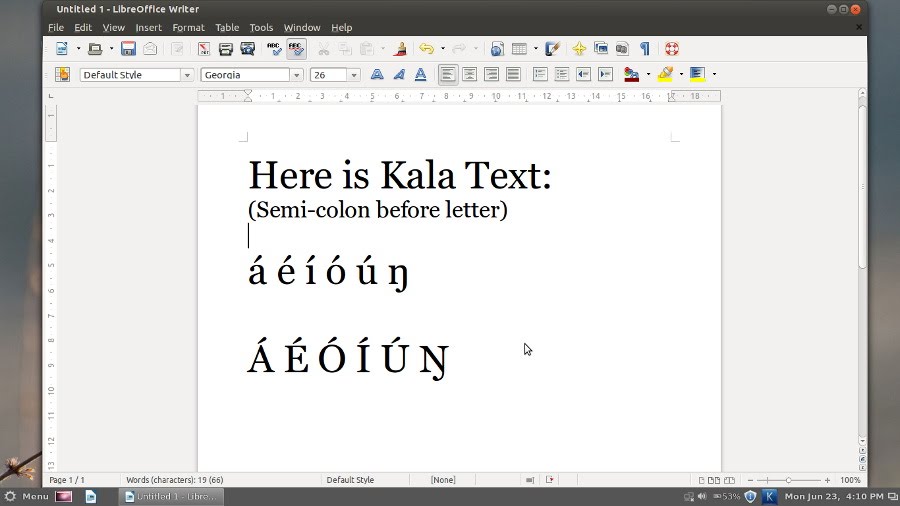 Untitled 1 - LibreOffice Writer
File Edit View Insert Format Table Tools Window Help
Default Style Georgia 26
1 1 2 3 4 5 6 7 8 9 10 11 12 13 14 15 16 17 18
Here is Kala Text:
(Semi-colon before letter)
á é í ó ú ŋ
Á É Ó Í Ú Ŋ
Page 1 / 1 Words (characters): 19 (66) Default Style [None] 100%
Menu Untitled 1 - Libre... 53% K Mon Jun 23, 4:10 PM